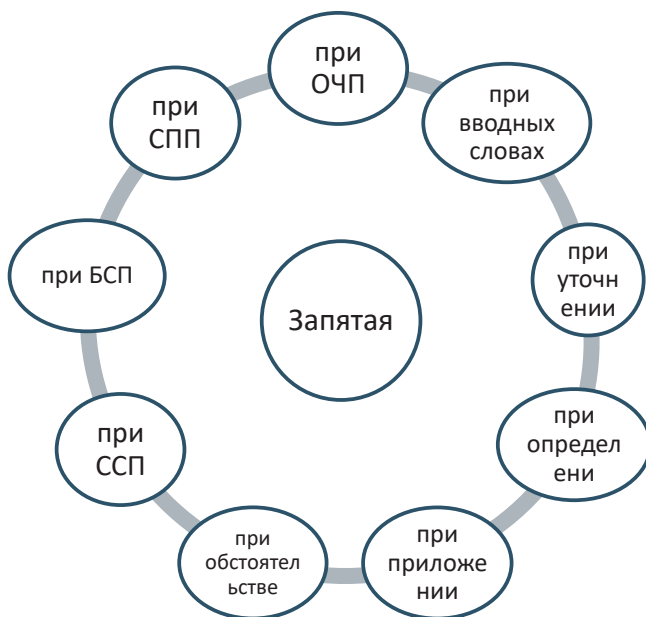 при
ОЧП
при
вводных
словах
при
уточн
ении
при
определ
ени
при
приложе
нии
при
обстоятел
ьстве
при
ССП
при БСП
при
СПП
Запятая